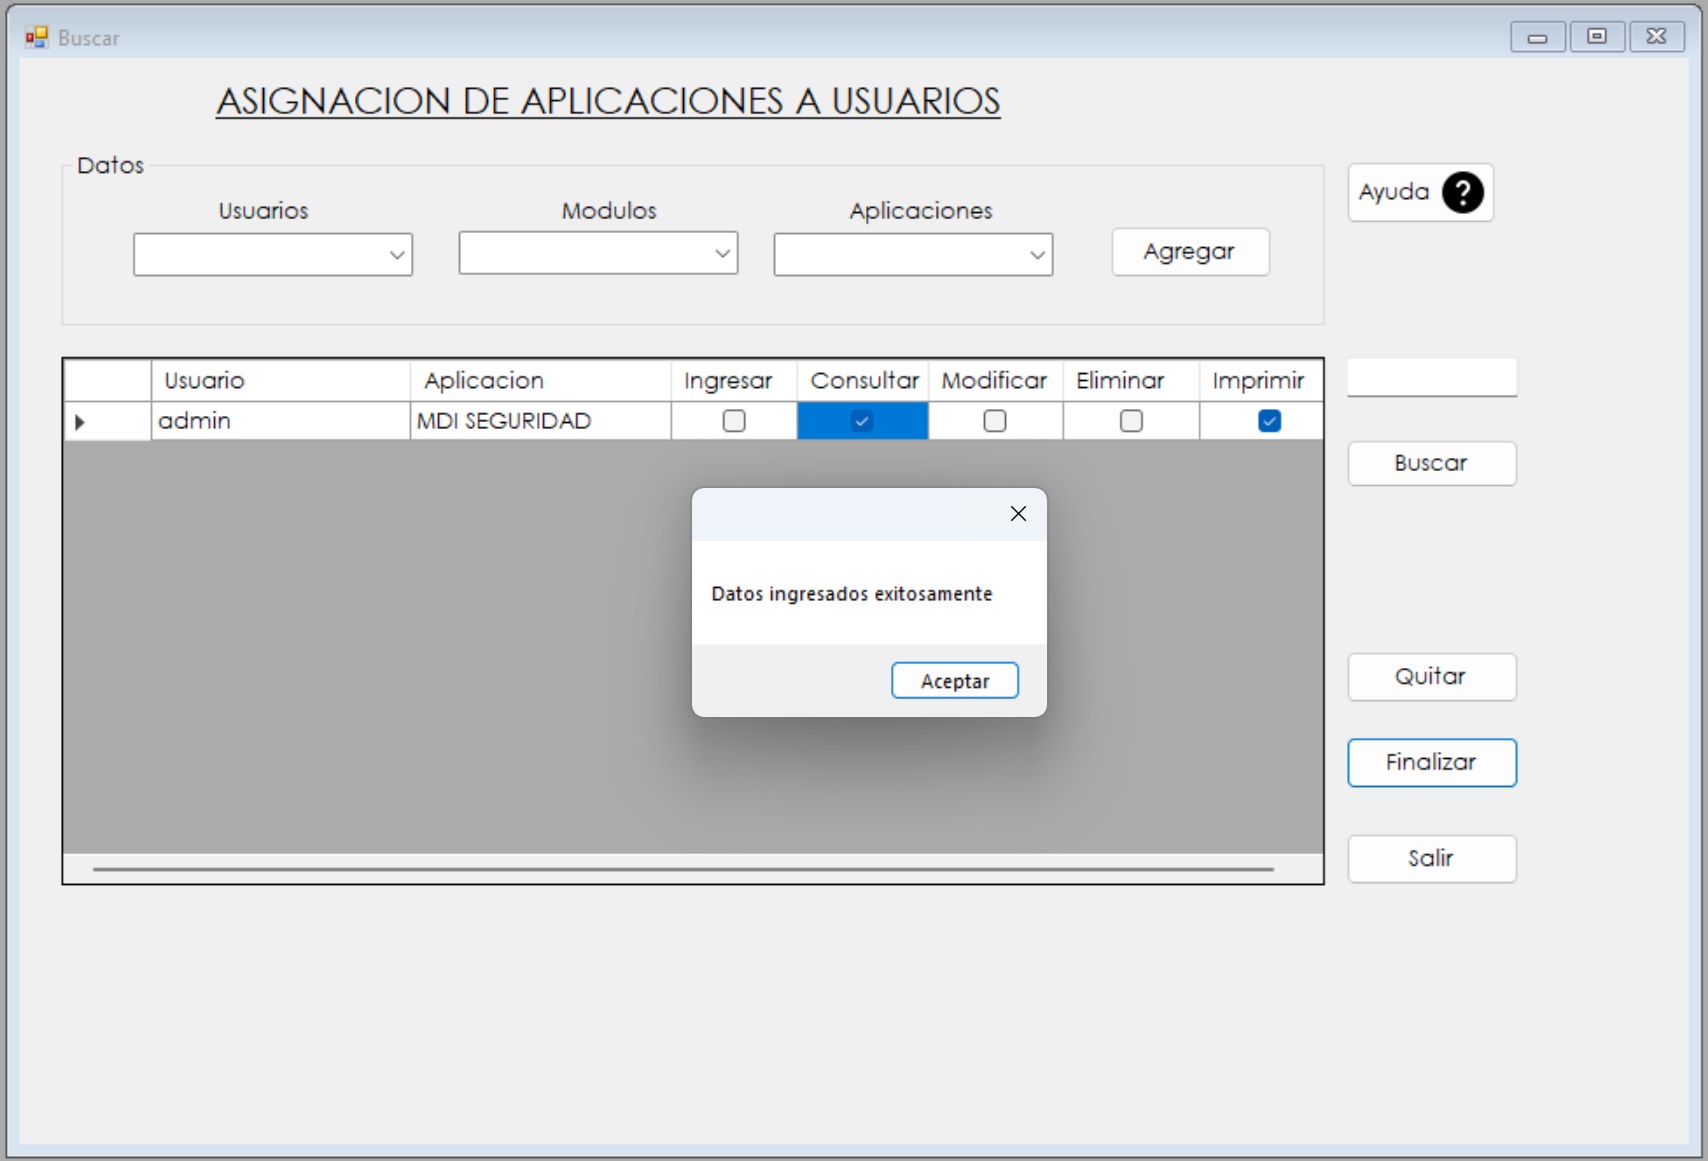 Buscar
ASIGNACION DE APLICACIONES A USUARIOS
Datos
Usuarios Modulos Aplicaciones
Agregar
Ayuda ?
Usuario Aplicacion Ingresar Consultar Modificar Eliminar Imprimir
admin MDI SEGURIDAD
Buscar
Datos ingresados exitosamente
Aceptar
Quitar
Finalizar
Salir